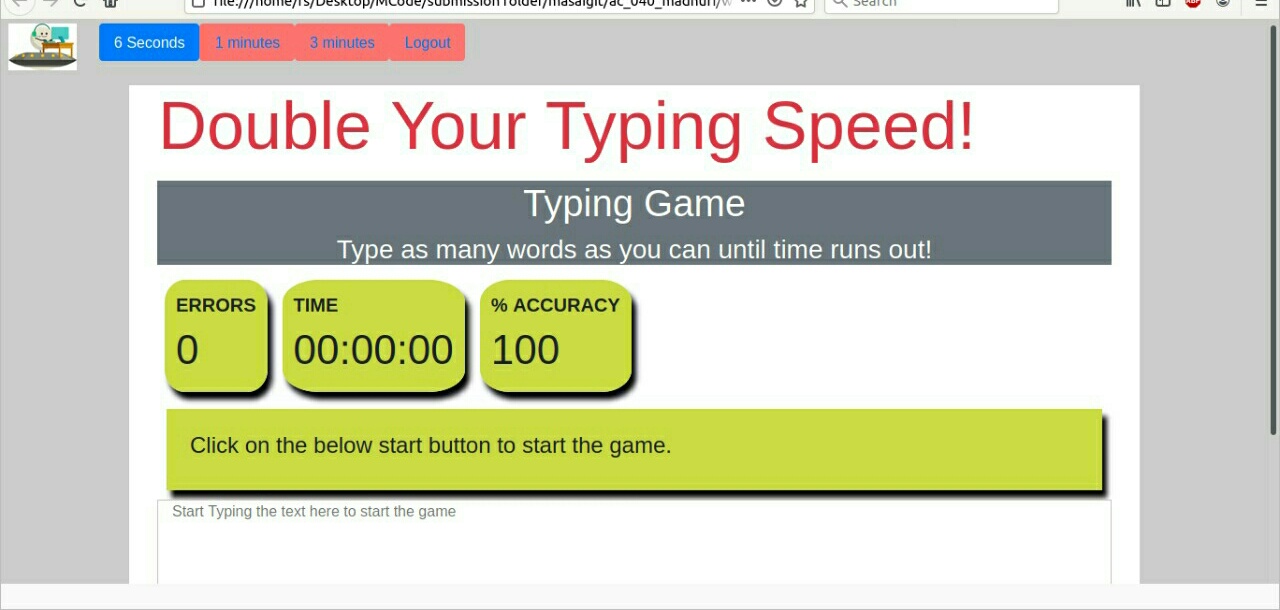 file:///home/rs/Desktop/MCode/submission folder/masaigit/ac_040_madhuri/w
Search
ABP
6 Seconds 1 minutes 3 minutes Logout
Double Your Typing Speed!
Typing Game
Type as many words as you can until time runs out!
ERRORS TIME % ACCURACY
0 00:00:00 100
Click on the below start button to start the game.
Start Typing the text here to start the game